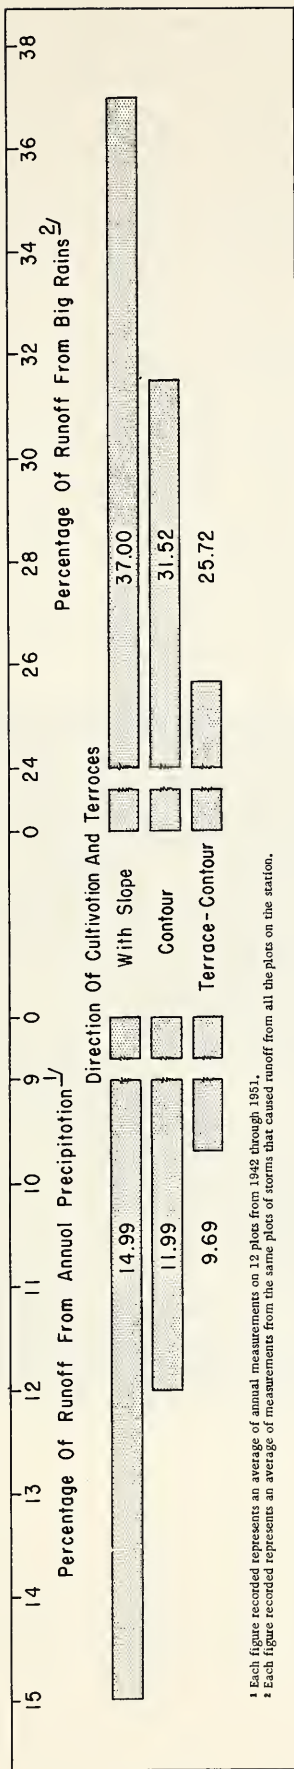 15 14 13 12 11 10 9 0 0 24 26 28 30 32 34 36 38
Percentage Of Runoff From Annual Precipitation 1/
Percentage Of Runoff From Big Rains 2/
Direction Of Cultivation And Terraces
14.99 With Slope 37.00
11.99 Contour 31.52
9.69 Terrace-Contour 25.72
1 Each figure recorded represents an average of annual measurements on 12 plots from 1942 through 1951.
2 Each figure recorded represents an average of measurements from the same plots of storms that caused runoff from all the plots on the station.